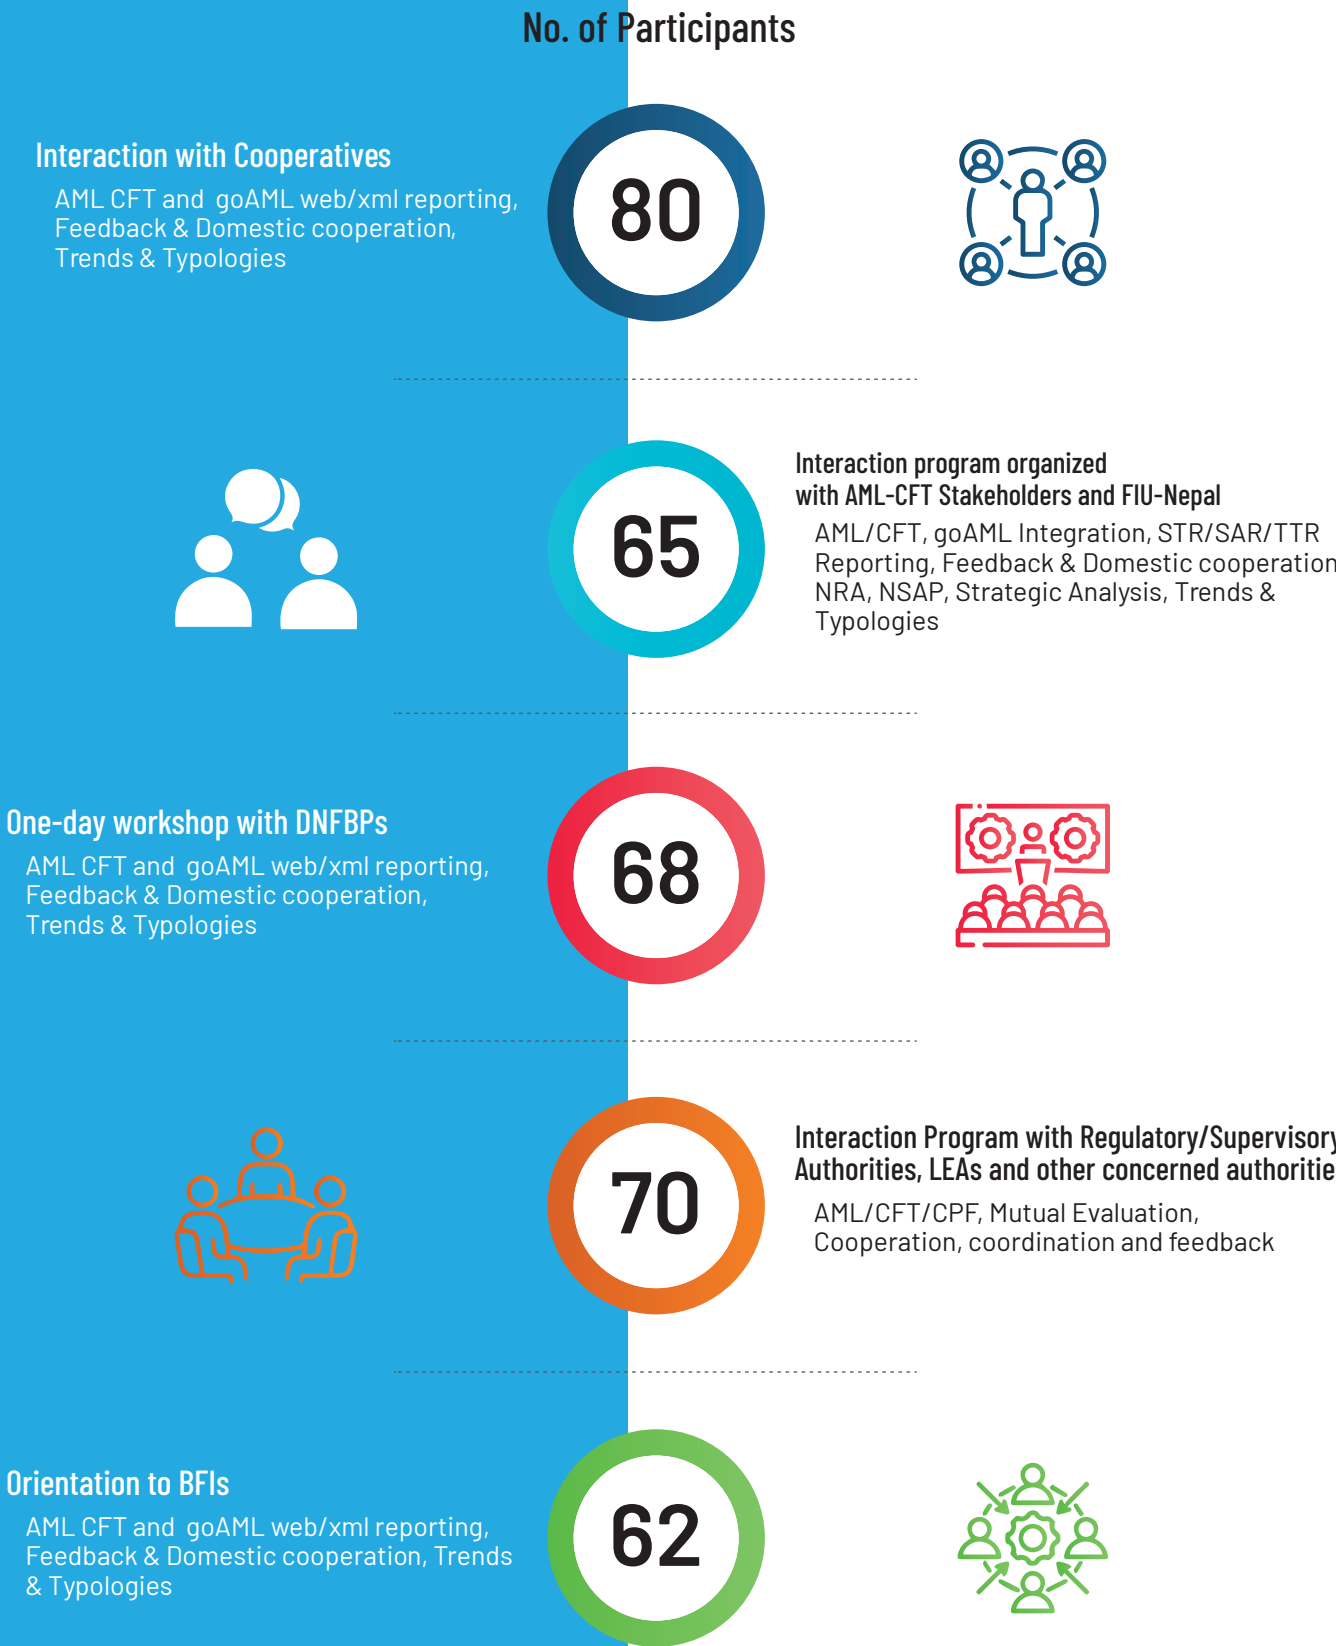 No. of Participants
Interaction with Cooperatives
AML CFT and goAML web/xml reporting,
Feedback & Domestic cooperation,
Trends & Typologies
80
65
Interaction program organized
with AML-CFT Stakeholders and FIU-Nepal
AML/CFT, goAML Integration, STR/SAR/TTR
Reporting, Feedback & Domestic cooperation
NRA, NSAP, Strategic Analysis, Trends &
Typologies
One-day workshop with DNFBPs
AML CFT and goAML web/xml reporting,
Feedback & Domestic cooperation,
Trends & Typologies
68
70
Interaction Program with Regulatory/Supervisory
Authorities, LEAs and other concerned authoritie
AML/CFT/CPF, Mutual Evaluation,
Cooperation, coordination and feedback
Orientation to BFIs
AML CFT and goAML web/xml reporting,
Feedback & Domestic cooperation, Trends
& Typologies
62